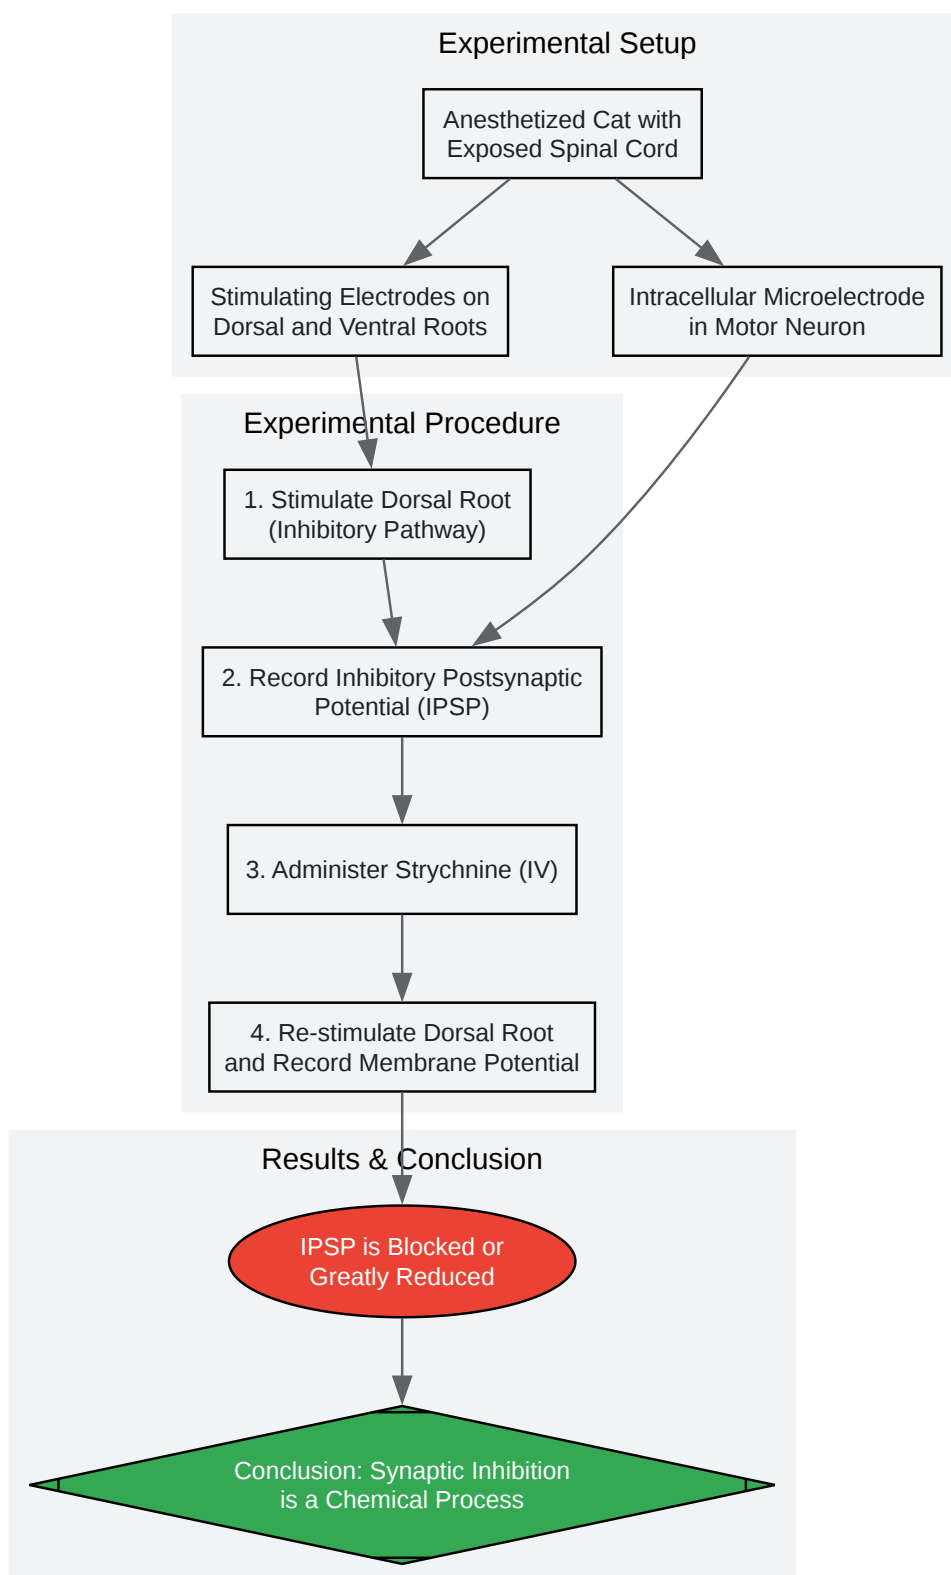 Experimental Setup
Anesthetized Cat with
Exposed Spinal Cord
Stimulating Electrodes on
Dorsal and Ventral Roots
Intracellular Microelectrode
in Motor Neuron
Experimental Procedure
1. Stimulate Dorsal Root
(Inhibitory Pathway)
2. Record Inhibitory Postsynaptic
Potential (IPSP)
3. Administer Strychnine (IV)
4. Re-stimulate Dorsal Root
and Record Membrane Potential
Results & Conclusion
IPSP is Blocked or
Greatly Reduced
Conclusion: Synaptic Inhibition
is a Chemical Process